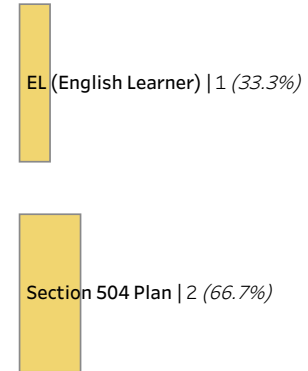 EL (English Learner) | 1 (33.3%)
Section 504 Plan | 2 (66.7%)